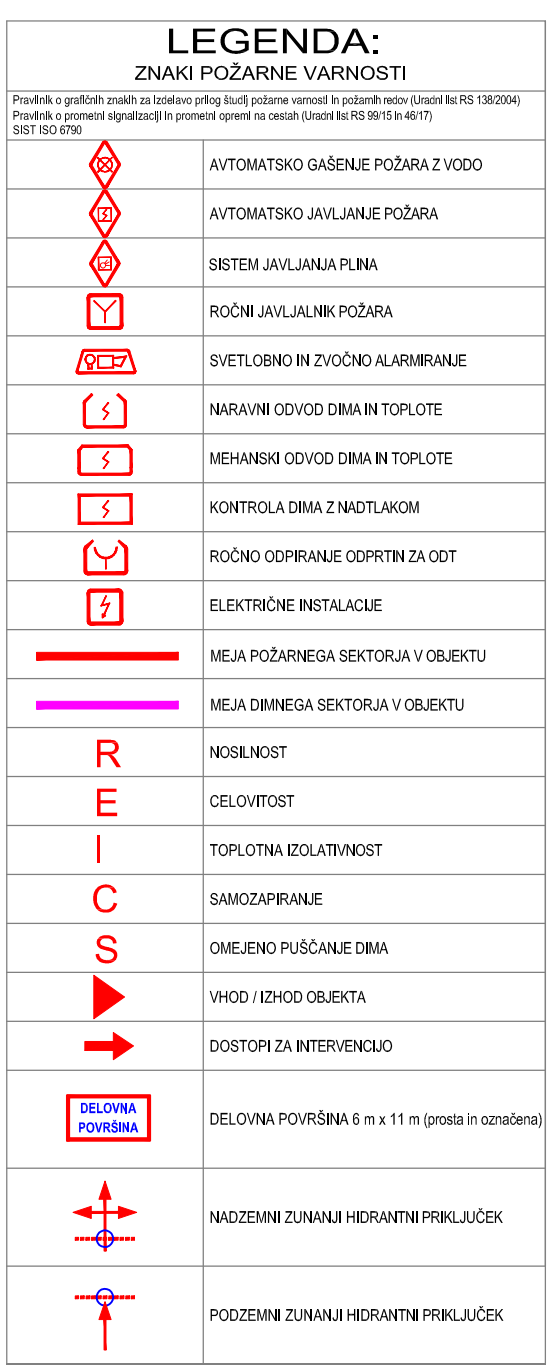 LEGENDA:
ZNAKI POŽARNE VARNOSTI
Pravilnik o grafičnih znakih za izdelavo prilog študij požarne varnosti in požarnih redov (Uradni list RS 138/2004)
Pravilnik o prometni signalizaciji in prometni opremi na cestah (Uradni list RS 99/15 in 46/17)
SIST ISO 6790
AVTOMATSKO GAŠENJE POŽARA Z VODO
AVTOMATSKO JAVLJANJE POŽARA
SISTEM JAVLJANJA PLINA
ROČNI JAVLJALNIK POŽARA
SVETLOBNO IN ZVOČNO ALARMIRANJE
NARAVNI ODVOD DIMA IN TOPLOTE
MEHANSKI ODVOD DIMA IN TOPLOTE
KONTROLA DIMA Z NADTLAKOM
ROČNO ODPIRANJE ODPRTIN ZA ODT
ELEKTRIČNE INSTALACIJE
MEJA POŽARNEGA SEKTORJA V OBJEKTU
MEJA DIMNEGA SEKTORJA V OBJEKTU
R NOSILNOST
E CELOVITOST
I TOPLOTNA IZOLATIVNOST
C SAMOZAPIRANJE
S OMEJENO PUŠČANJE DIMA
VHOD / IZHOD OBJEKTA
DOSTOPI ZA INTERVENCIJO
DELOVNA
POVRŠINA
DELOVNA POVRŠINA 6 m x 11 m (prosta in označena)
NADZEMNI ZUNANJI HIDRANTNI PRIKLJUČEK
PODZEMNI ZUNANJI HIDRANTNI PRIKLJUČEK